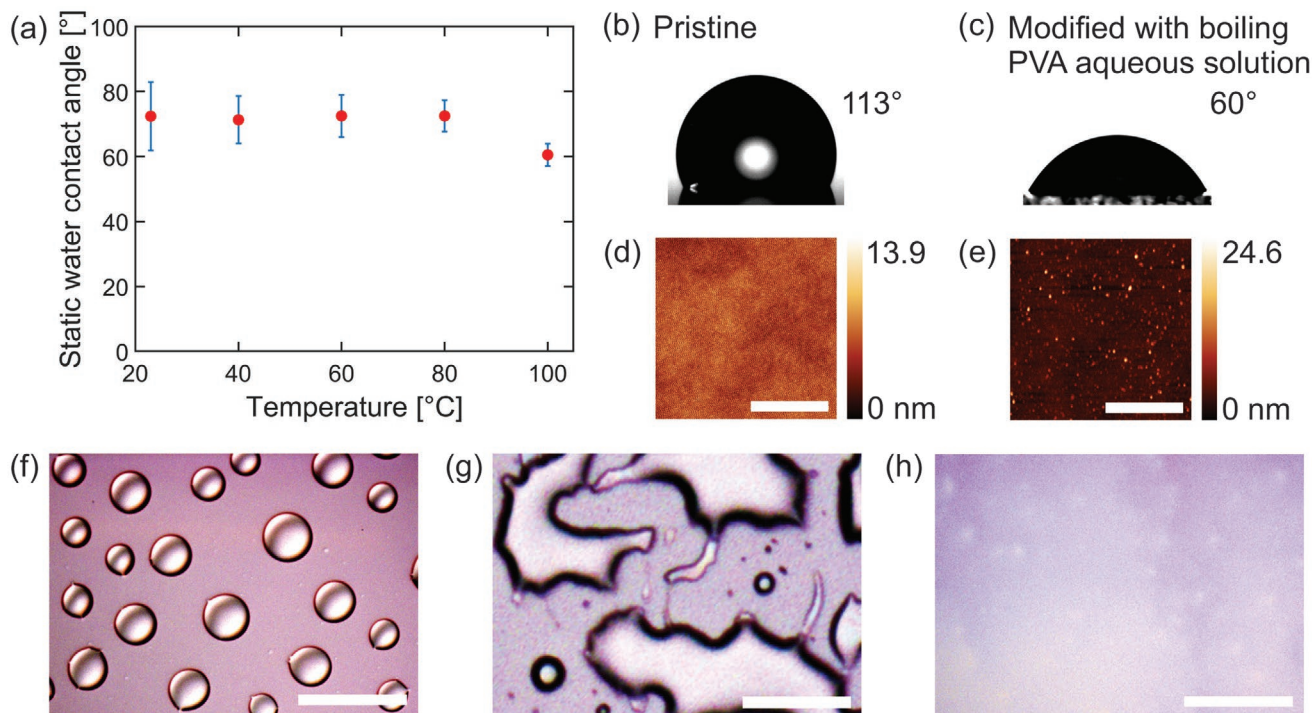 (a)
Static water contact angle [°]
100
80
60
40
20
0
20
40
60
80
100
Temperature [°C]
(b) Pristine
113°
(c) Modified with boiling
PVA aqueous solution
60°
(d)
13.9
0 nm
(e)
24.6
0 nm
(f)
(g)
(h)